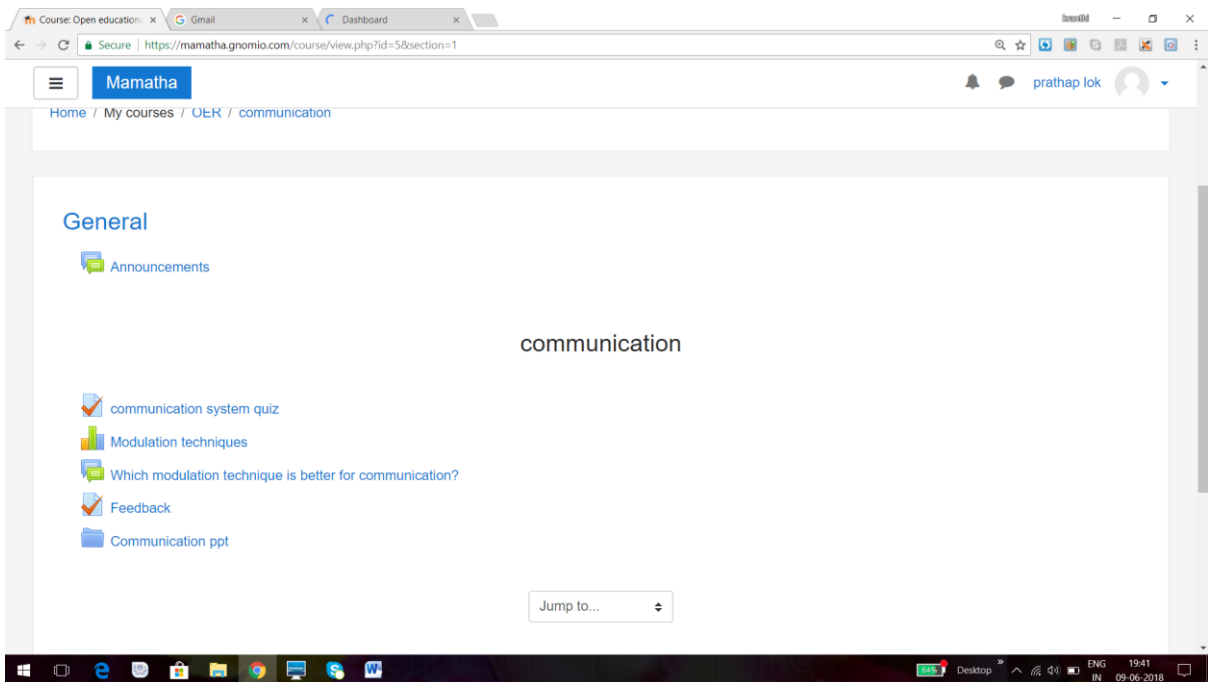 Course: Open education
Gmail
Dashboard
Secure | https://mamatha.gnomio.com/course/view.php?id=5&section=1
Mamatha
prathap lok
Home / My courses / OER / communication
General
Announcements
communication
communication system quiz
Modulation techniques
Which modulation technique is better for communication?
Feedback
Communication ppt
Jump to...
64%
Desktop
ENG
IN
19:41
09-06-2018